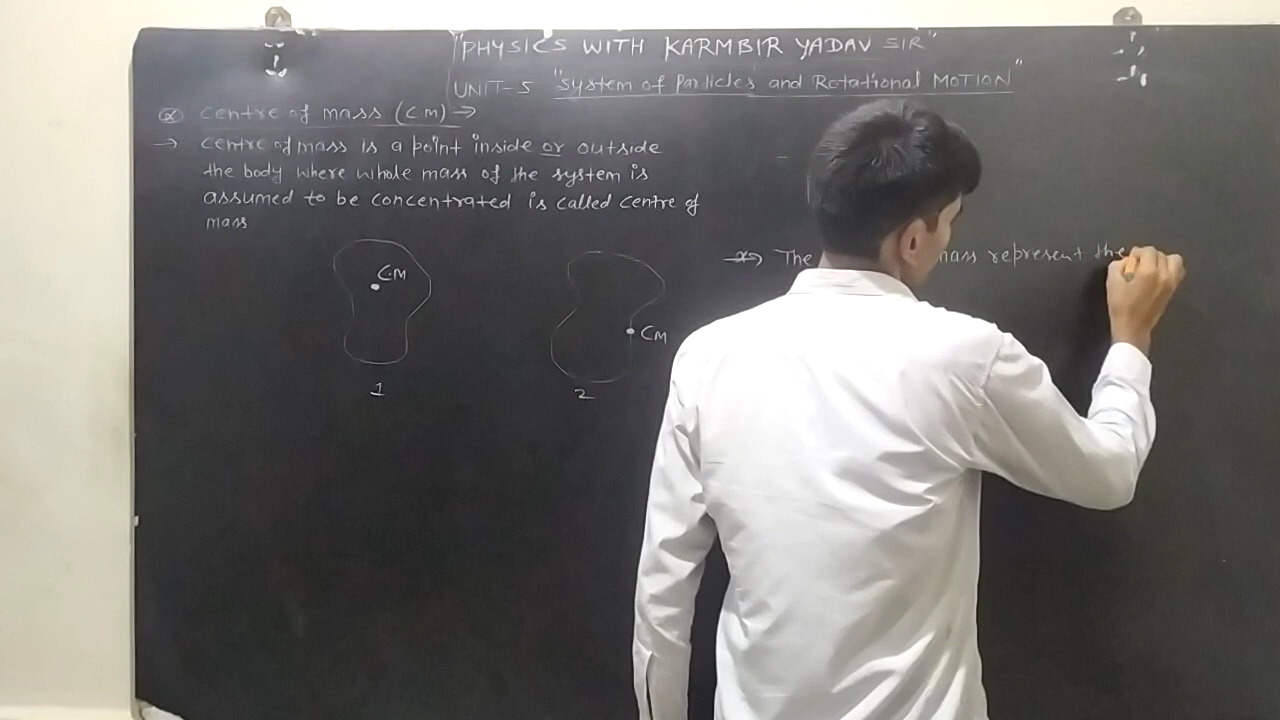 "PHYSICS WITH KARMBIR YADAV SIR"
UNIT-5 "System of Particles and Rotational MOTION"
centre of mass (CM) →
→ centre of mass is a point inside or outside
the body where whole mass of the system is
assumed to be concentrated is called centre of
mass
CM
CM
1
2
The mass represent the